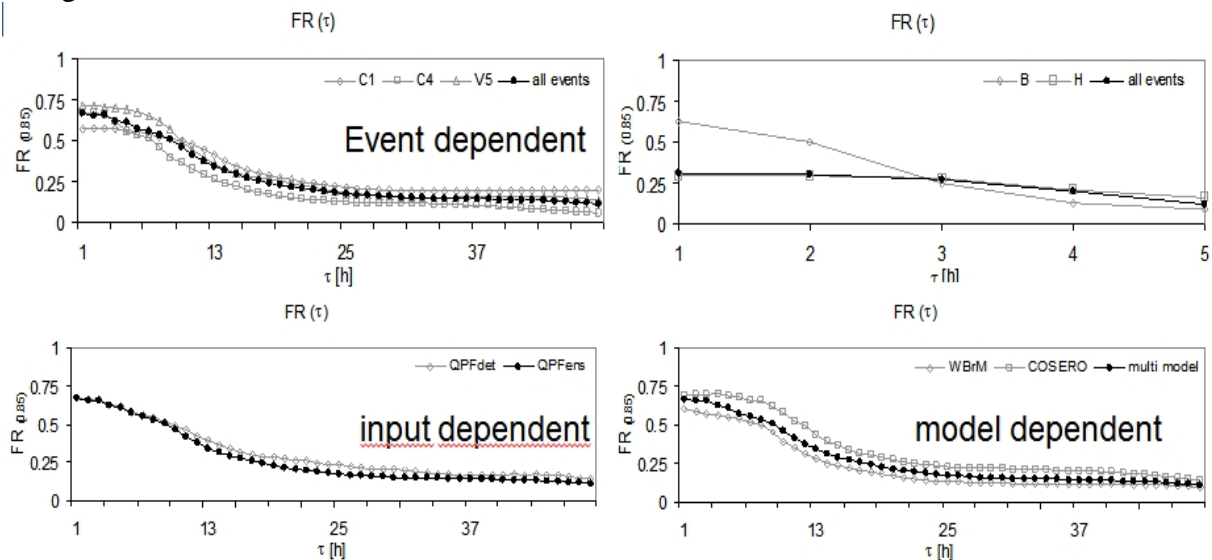 FR (τ)
1
0.75
0.5
0.25
0
FR (0.85)
C1 C4 V5 all events
Event dependent
1 13 25 37
τ [h]
FR (τ)
1
0.75
0.5
0.25
0
FR (0.85)
B H all events
1 2 3 4 5
τ [h]
FR (τ)
1
0.75
0.5
0.25
0
FR (0.85)
QPFdet QPFens
input dependent
1 13 25 37
τ [h]
FR (τ)
1
0.75
0.5
0.25
0
FR (0.85)
WBrM COSERO multi model
model dependent
1 13 25 37
τ [h]